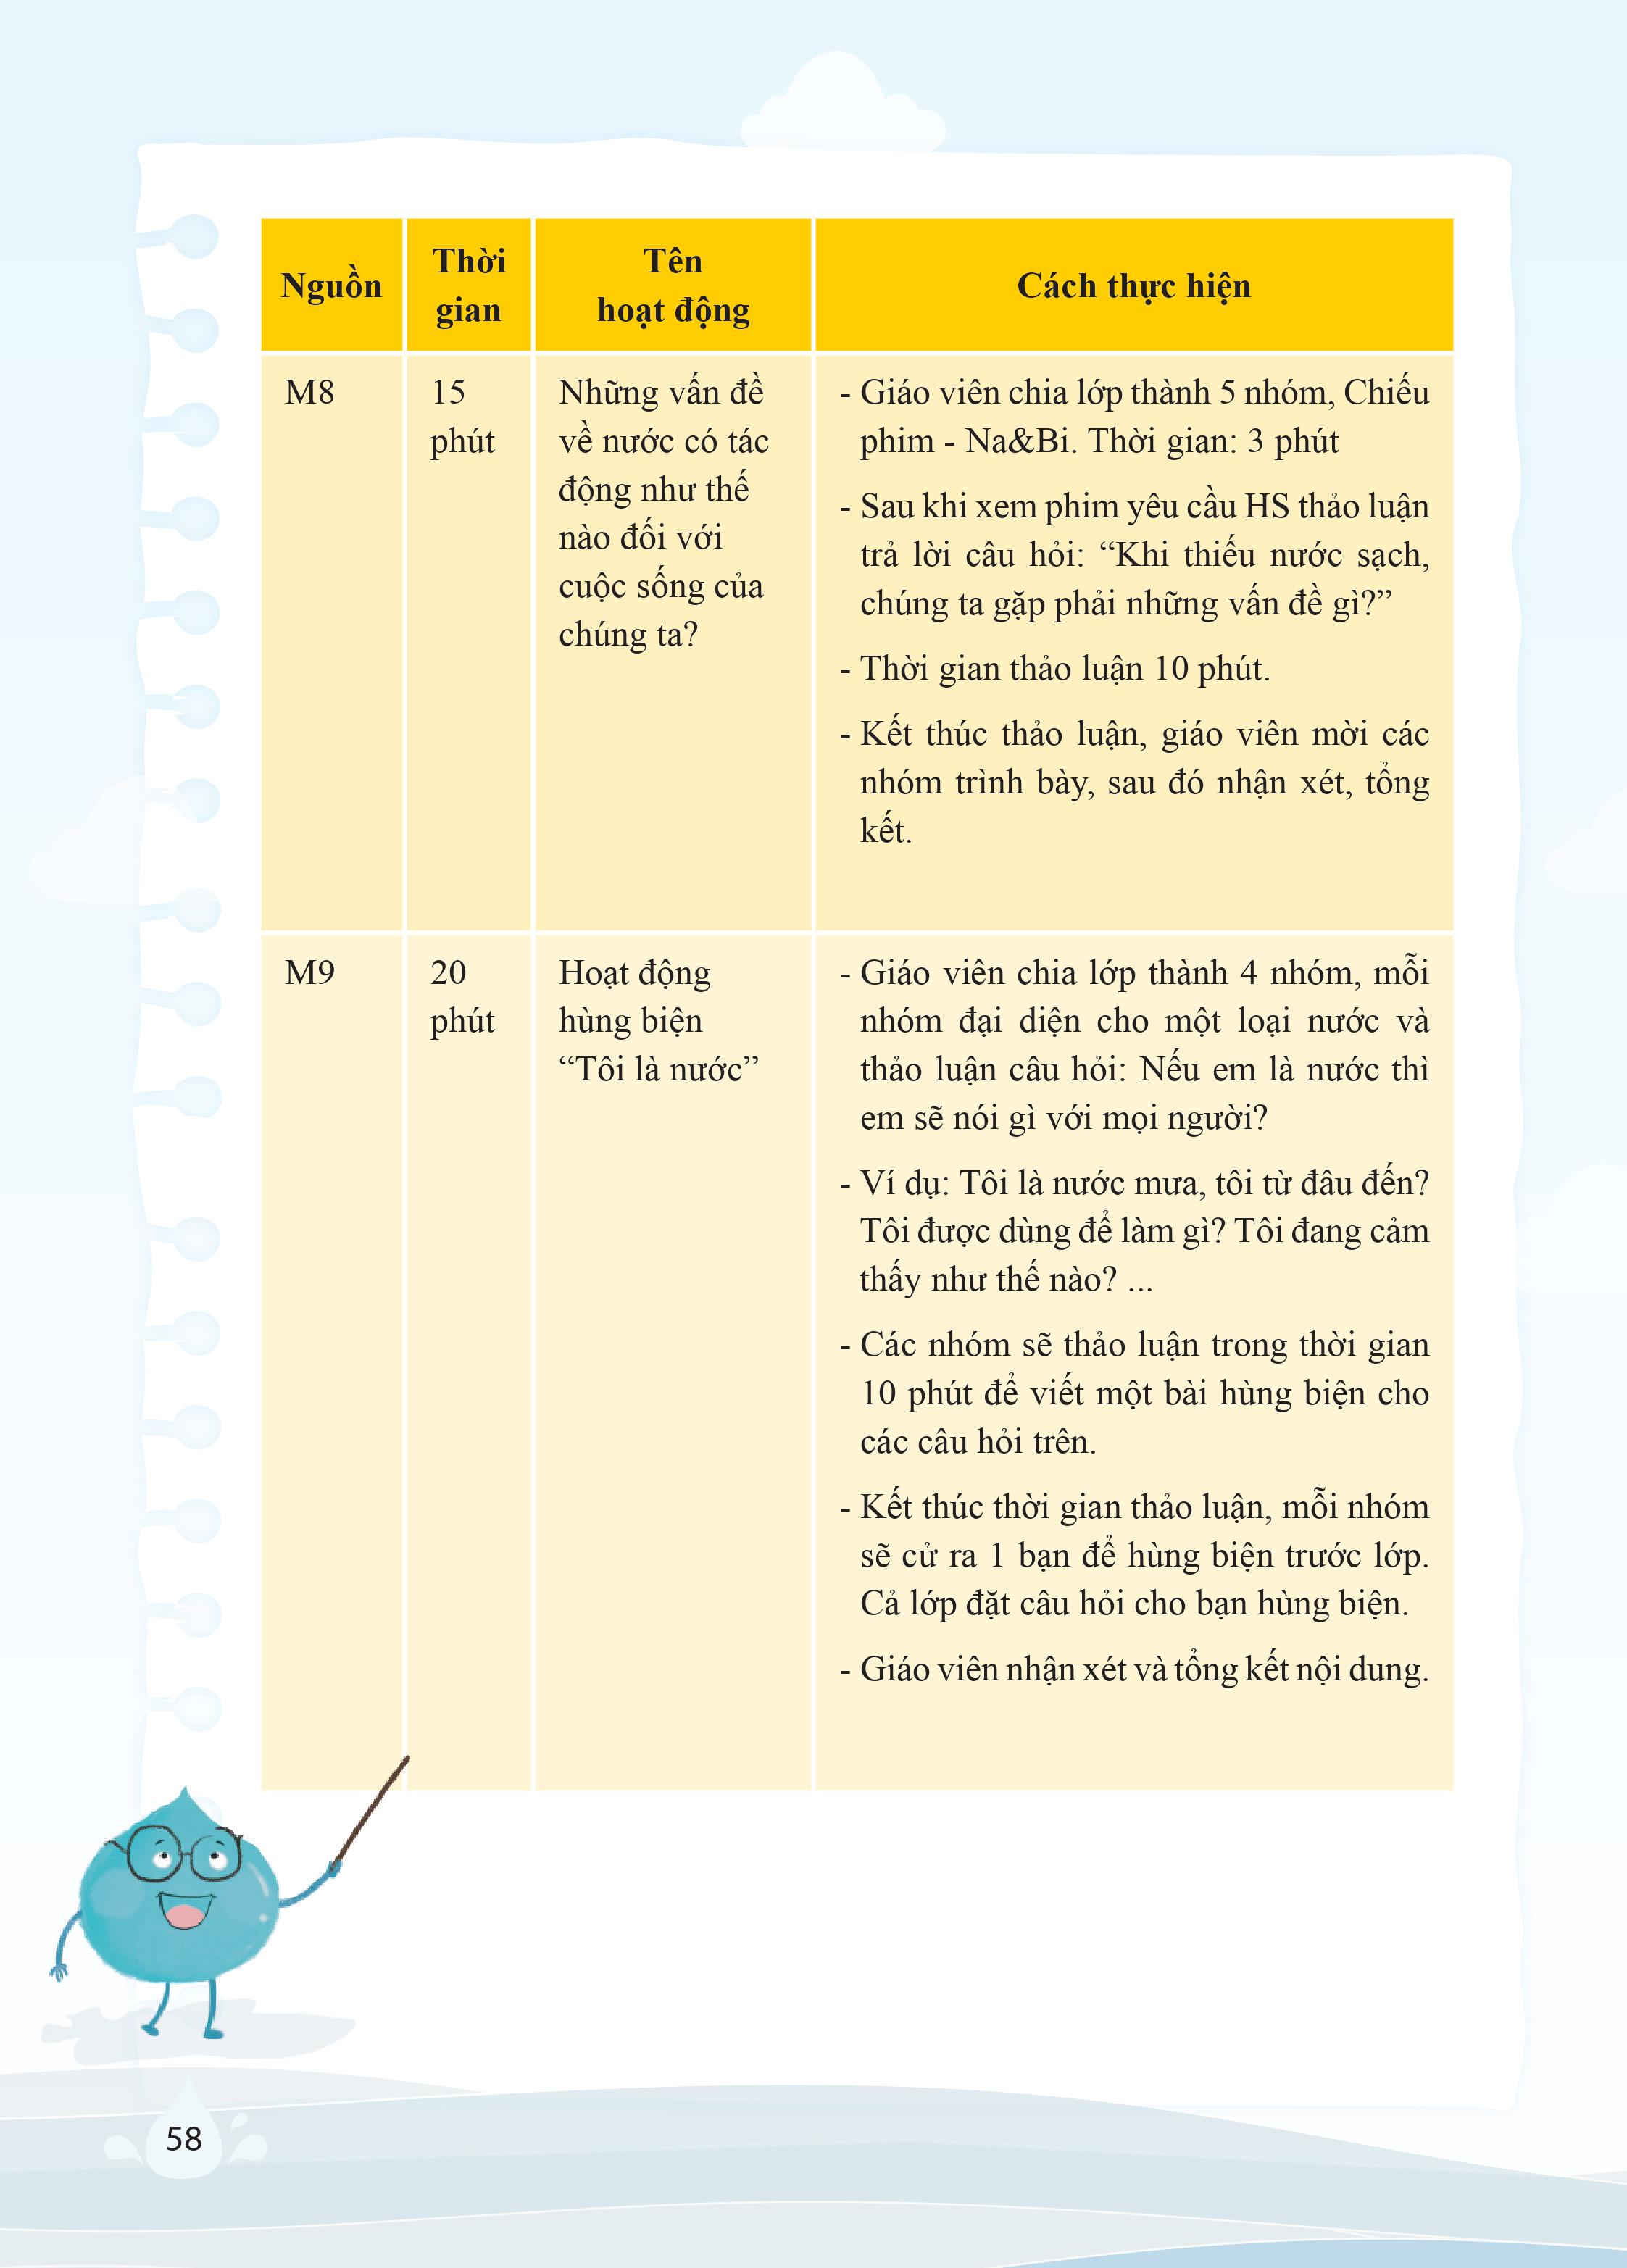 Nguồn
Thời
gian
Tên
hoạt động
Cách thực hiện
M8
15
phút
Những vấn đề
về nước có tác
động như thế
nào đối với
cuộc sống của
chúng ta?
- Giáo viên chia lớp thành 5 nhóm, Chiếu
phim - Na&Bi. Thời gian: 3 phút
- Sau khi xem phim yêu cầu HS thảo luận
trả lời câu hỏi: “Khi thiếu nước sạch,
chúng ta gặp phải những vấn đề gì?”
- Thời gian thảo luận 10 phút.
- Kết thúc thảo luận, giáo viên mời các
nhóm trình bày, sau đó nhận xét, tổng
kết.
M9
20
phút
Hoạt động
hùng biện
“Tôi là nước”
- Giáo viên chia lớp thành 4 nhóm, mỗi
nhóm đại diện cho một loại nước và
thảo luận câu hỏi: Nếu em là nước thì
em sẽ nói gì với mọi người?
- Ví dụ: Tôi là nước mưa, tôi từ đâu đến?
Tôi được dùng để làm gì? Tôi đang cảm
thấy như thế nào? ...
- Các nhóm sẽ thảo luận trong thời gian
10 phút để viết một bài hùng biện cho
các câu hỏi trên.
- Kết thúc thời gian thảo luận, mỗi nhóm
sẽ cử ra 1 bạn để hùng biện trước lớp.
Cả lớp đặt câu hỏi cho bạn hùng biện.
- Giáo viên nhận xét và tổng kết nội dung.
58